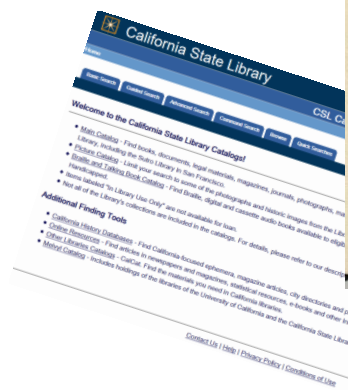 California State Library
Home
CSL Ca
Basic Search
Guided Search
Advanced Search
Command Search
Browse
Quick Searches
Welcome to the California State Library Catalogs!
Main Catalog - Find books, documents, legal materials, magazines, journals, photographs, ma
Library, including the Sutro Library in San Francisco.
Picture Catalog - Limit your search to some of the photographs and historic images from the Libr
Braille and Talking Book Catalog - Find Braille, digital and cassette audio books available to eligib
Handicapped.
Items labeled "In Library Use Only" are not available for loan.
Not all of the Library's collections are included in the catalogs. For details, please refer to our descrip
Additional Finding Tools
California History Databases - Find California focused ephemera, magazine articles, city directories and p
Online Resources - Find articles in newspapers and magazines, statistical resources, e-books and other in
Other Libraries Catalogs - CalCat. Find the materials you need in California libraries.
Melvyl Catalog - Includes holdings of the libraries of the University of California and the California State Libra
Contact Us | Help | Privacy Policy | Conditions of Use